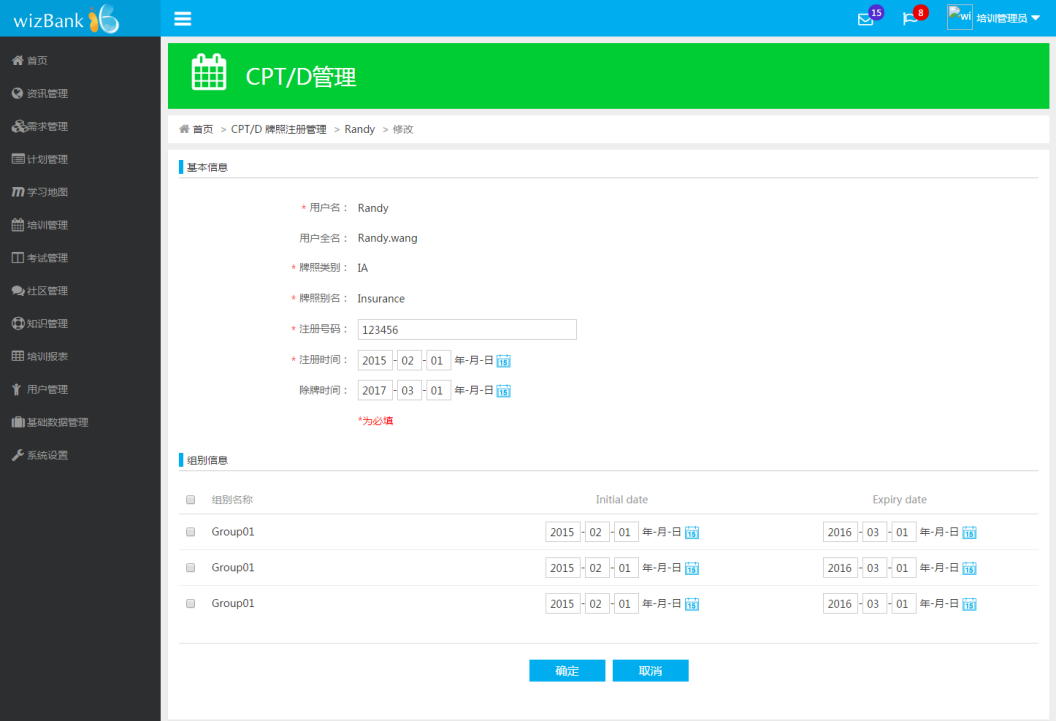 wizBank
15
8
wi
培训管理员
首页
资讯管理
需求管理
计划管理
学习地图
培训管理
考试管理
社区管理
知识管理
培训报表
用户管理
基础数据管理
系统设置
CPT/D管理
首页 > CPT/D 牌照注册管理 > Randy > 修改
基本信息
* 用户名： Randy
用户全名： Randy.wang
* 牌照类别： IA
* 牌照别名： Insurance
* 注册号码： 123456
* 注册时间： 2015 - 02 - 01 年-月-日 15
除牌时间： 2017 - 03 - 01 年-月-日 15
*为必填
组别信息
组别名称 Initial date Expiry date
Group01 2015 - 02 - 01 年-月-日 15 2016 - 03 - 01 年-月-日 15
Group01 2015 - 02 - 01 年-月-日 15 2016 - 03 - 01 年-月-日 15
Group01 2015 - 02 - 01 年-月-日 15 2016 - 03 - 01 年-月-日 15
确定 取消